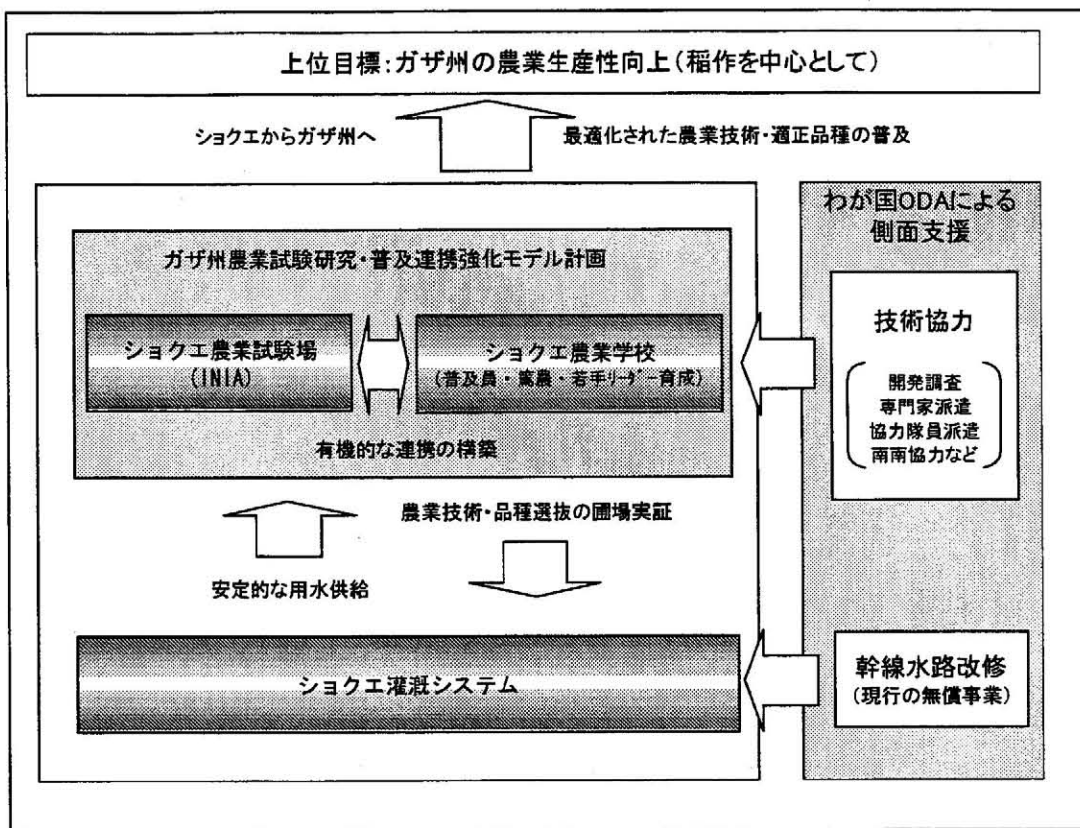 上位目標:ガザ州の農業生産性向上(稲作を中心として)
ショクエからガザ州へ
最適化された農業技術・適正品種の普及
わが国ODAによる
側面支援
ガザ州農業試験研究・普及連携強化モデル計画
ショクエ農業試験場
(INIA)
ショクエ農業学校
(普及員・篤農・若手リーダー育成)
有機的な連携の構築
技術協力
開発調査
専門家派遣
協力隊員派遣
南南協力など
農業技術・品種選抜の圃場実証
安定的な用水供給
ショクエ灌漑システム
幹線水路改修
(現行の無償事業)